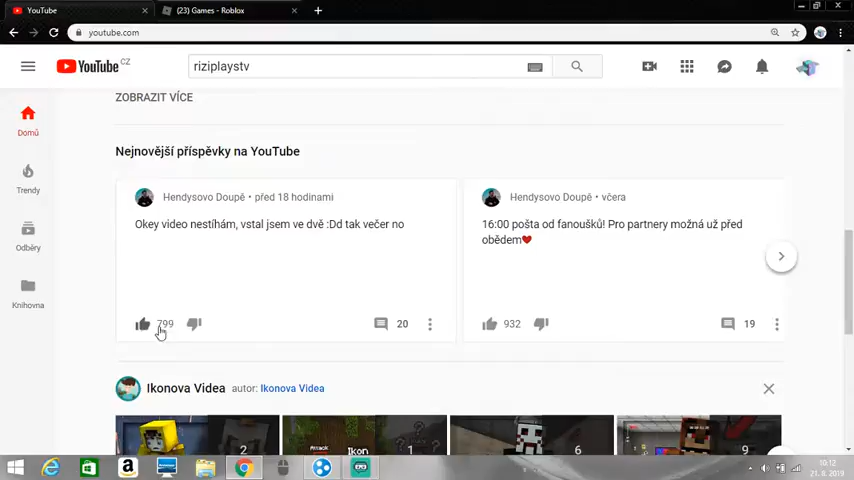 YouTube
(23) Games - Roblox
youtube.com
YouTube CZ
riziplaystv
ZOBRAZIT VÍCE
Domů
Trendy
Odběry
Knihovna
Nejnovější příspěvky na YouTube
Hendysovo Doupě • před 18 hodinami
Okey video nestíhám, vstal jsem ve dvě :Dd tak večer no
799
20
Hendysovo Doupě • včera
16:00 pošta od fanoušků! Pro partnery možná už před
obědem❤
932
19
Ikonova Videa autor: Ikonova Videa
2
Ikon
1
6
9
10:12
21. 8. 2019